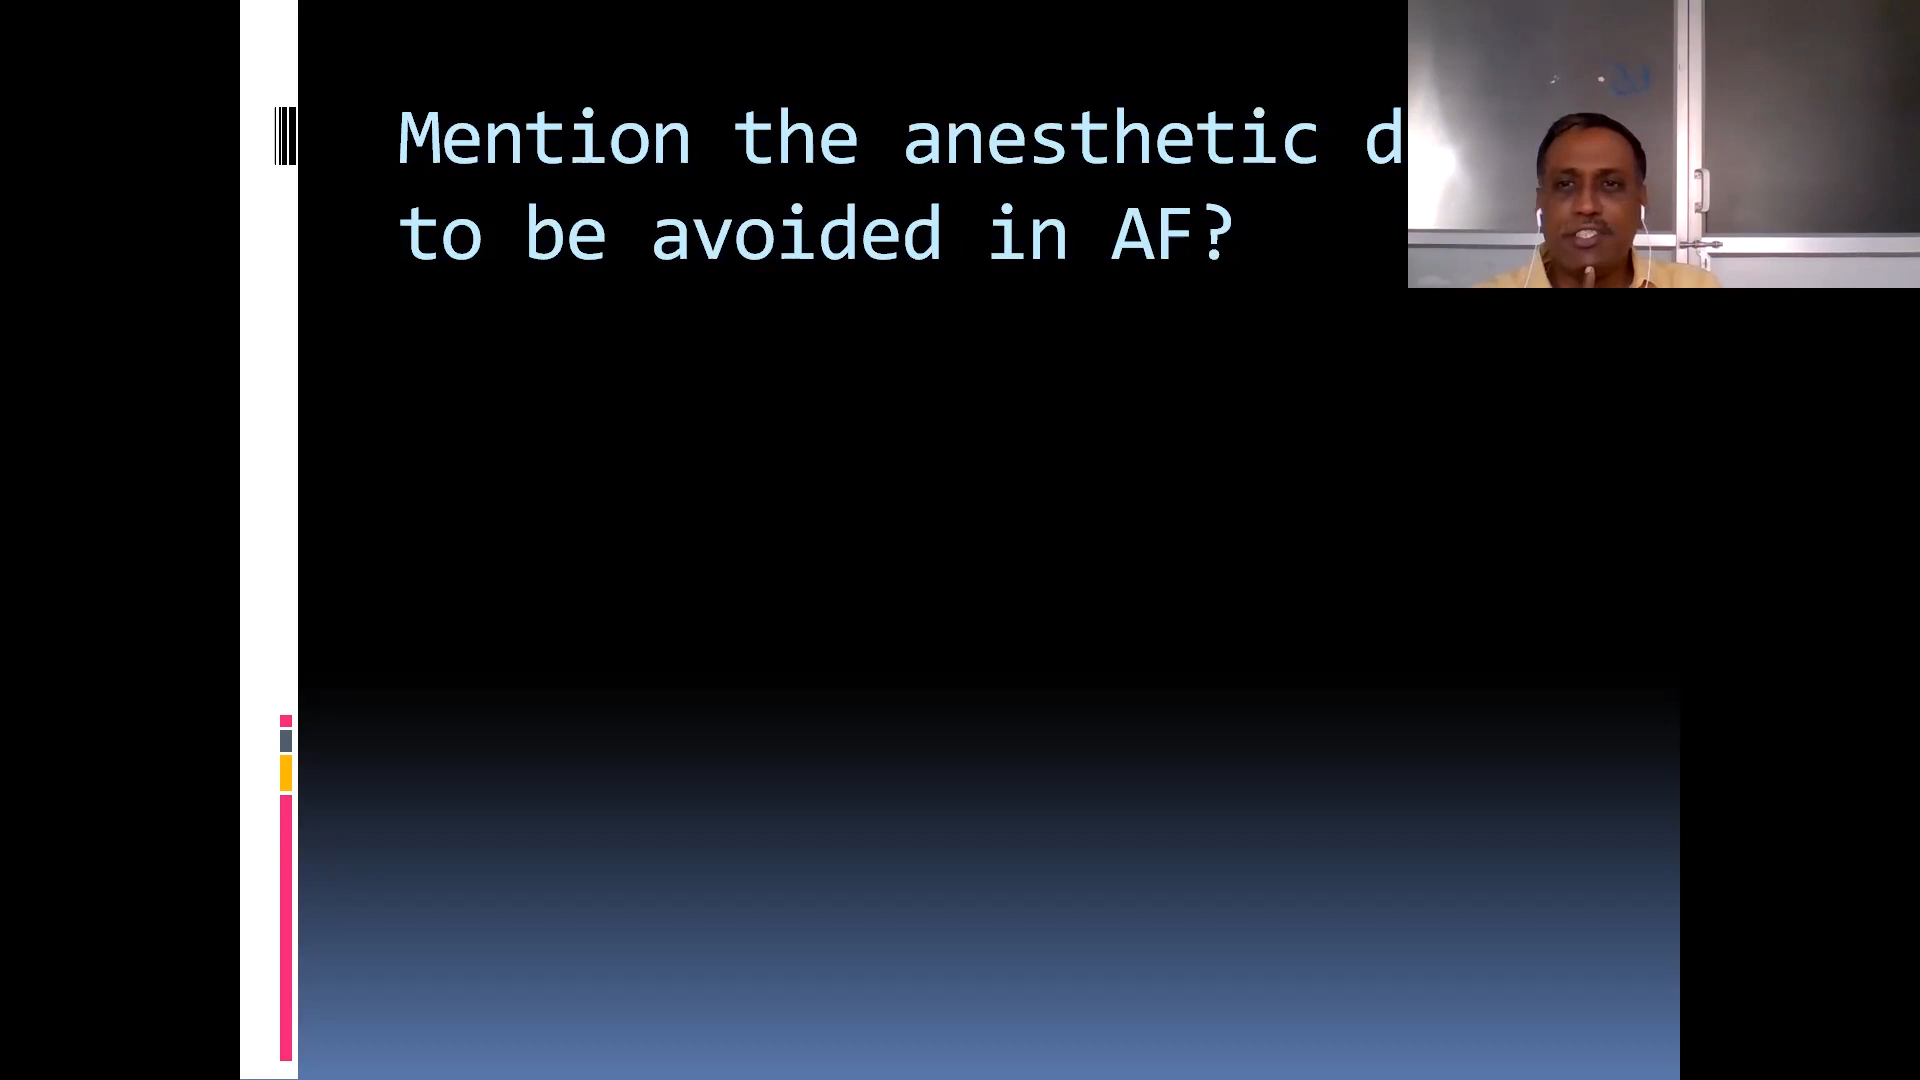 Mention the anesthetic
to be avoided in AF?